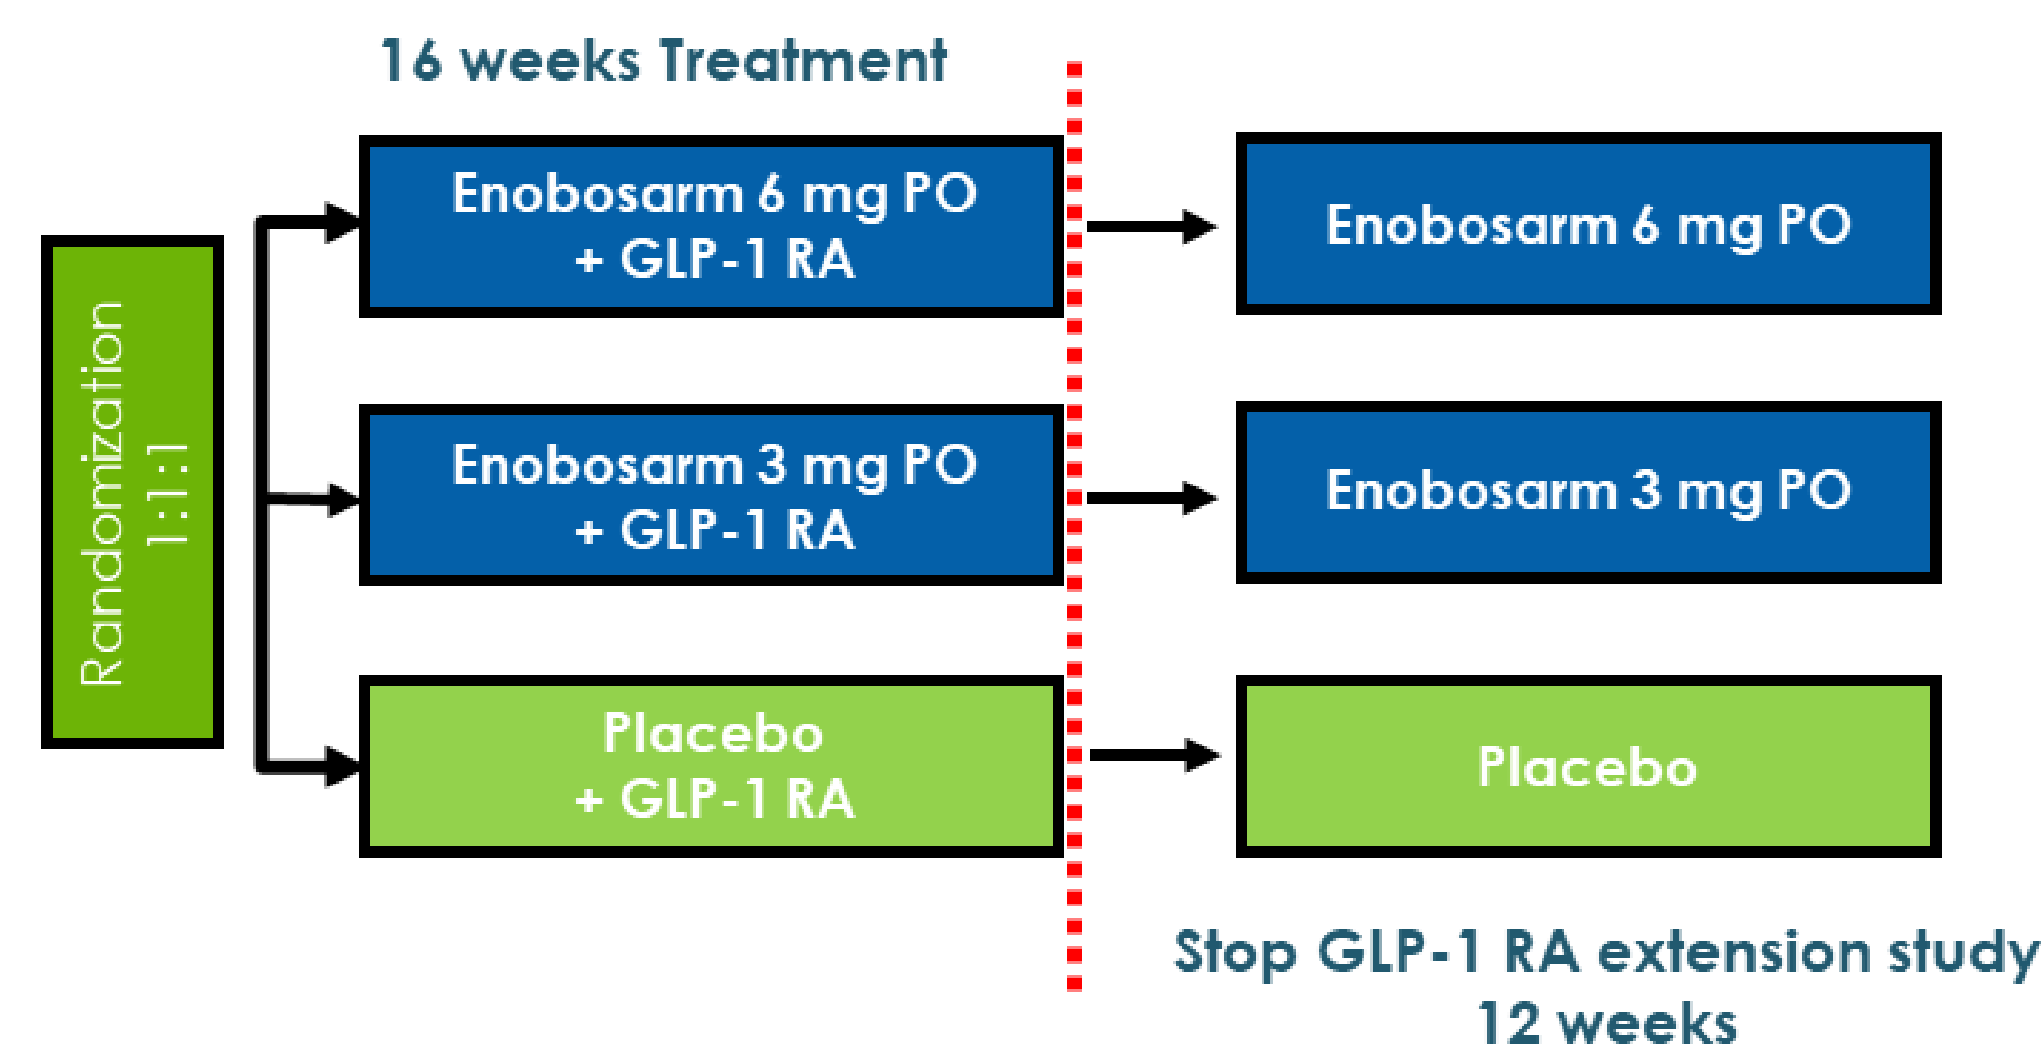 16 weeks Treatment
Randomization
1:1:1
Enobosarm 6 mg PO
+ GLP-1 RA
Enobosarm 6 mg PO
Enobosarm 3 mg PO
+ GLP-1 RA
Enobosarm 3 mg PO
Placebo
+ GLP-1 RA
Placebo
Stop GLP-1 RA extension study
12 weeks